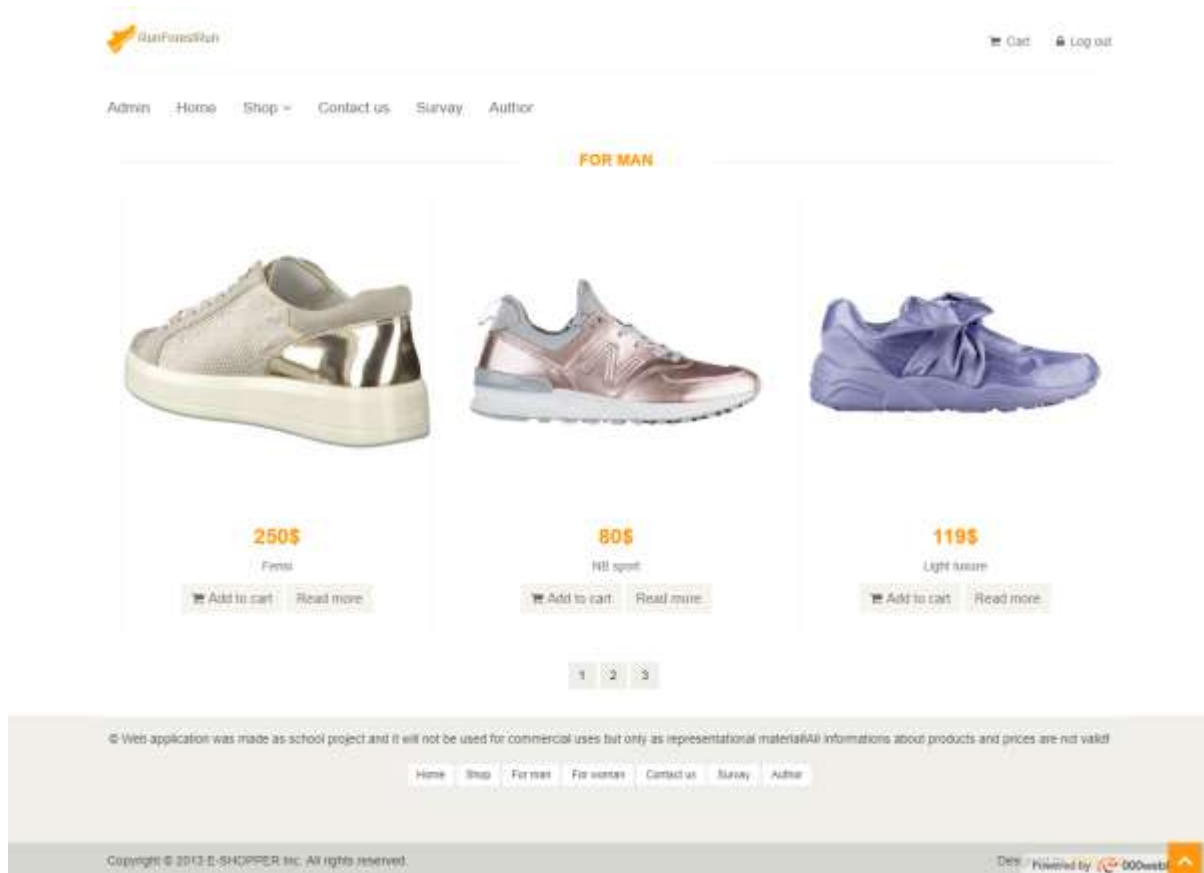 RunForestRun
Cart Log out
Admin Home Shop Contact us Survay Author
FOR MAN
250$ 80$ 119$
NB sport Light luxure
Add to cart Read more Add to cart Read more Add to cart Read more
1 2 3
© Web application was made as school project and it will not be used for commercial uses but only as representational material!All informations about products and prices are not valid!
Home Shop For man For woman Contact us Survay Author
Copyright © 2013 E-SHOPPER Inc. All rights reserved.
Powered by